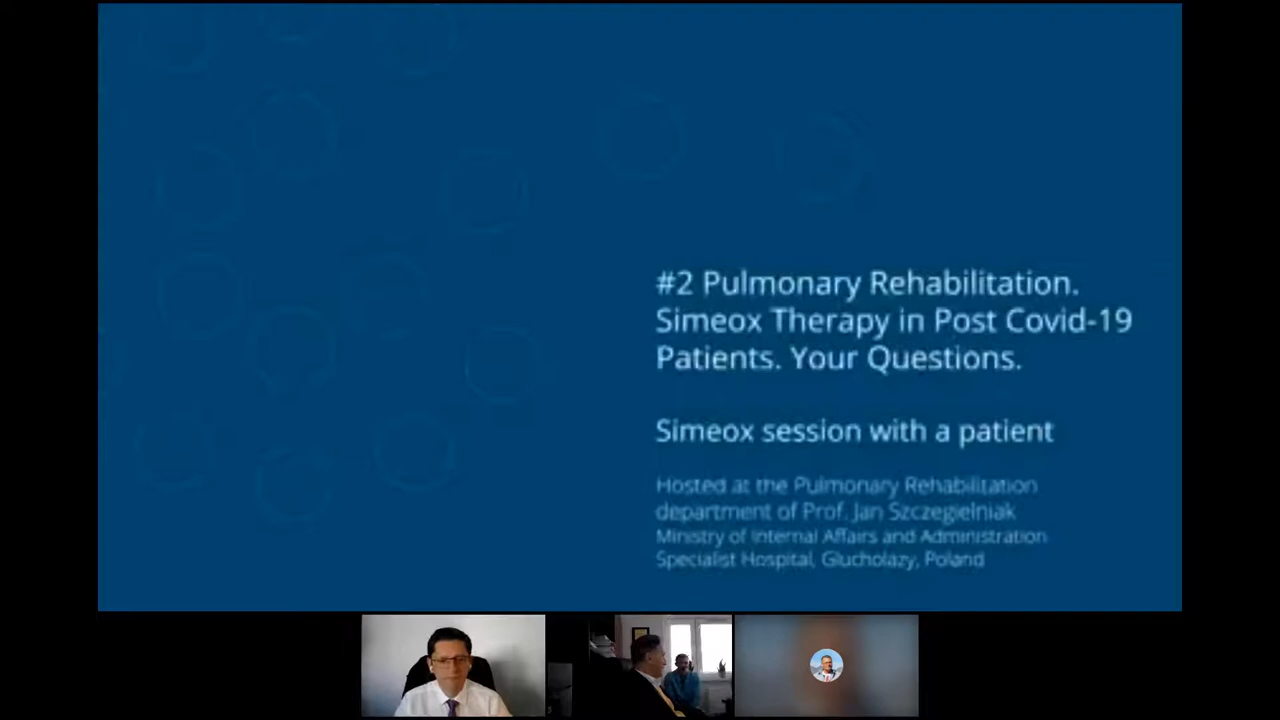 #2 Pulmonary Rehabilitation.
Simeox Therapy in Post Covid-19
Patients. Your Questions.
Simeox session with a patient
Hosted at the Pulmonary Rehabilitation
department of Prof. Jan Szczegielniak
Ministry of Internal Affairs and Administration
Specialist Hospital, Glucholazy, Poland